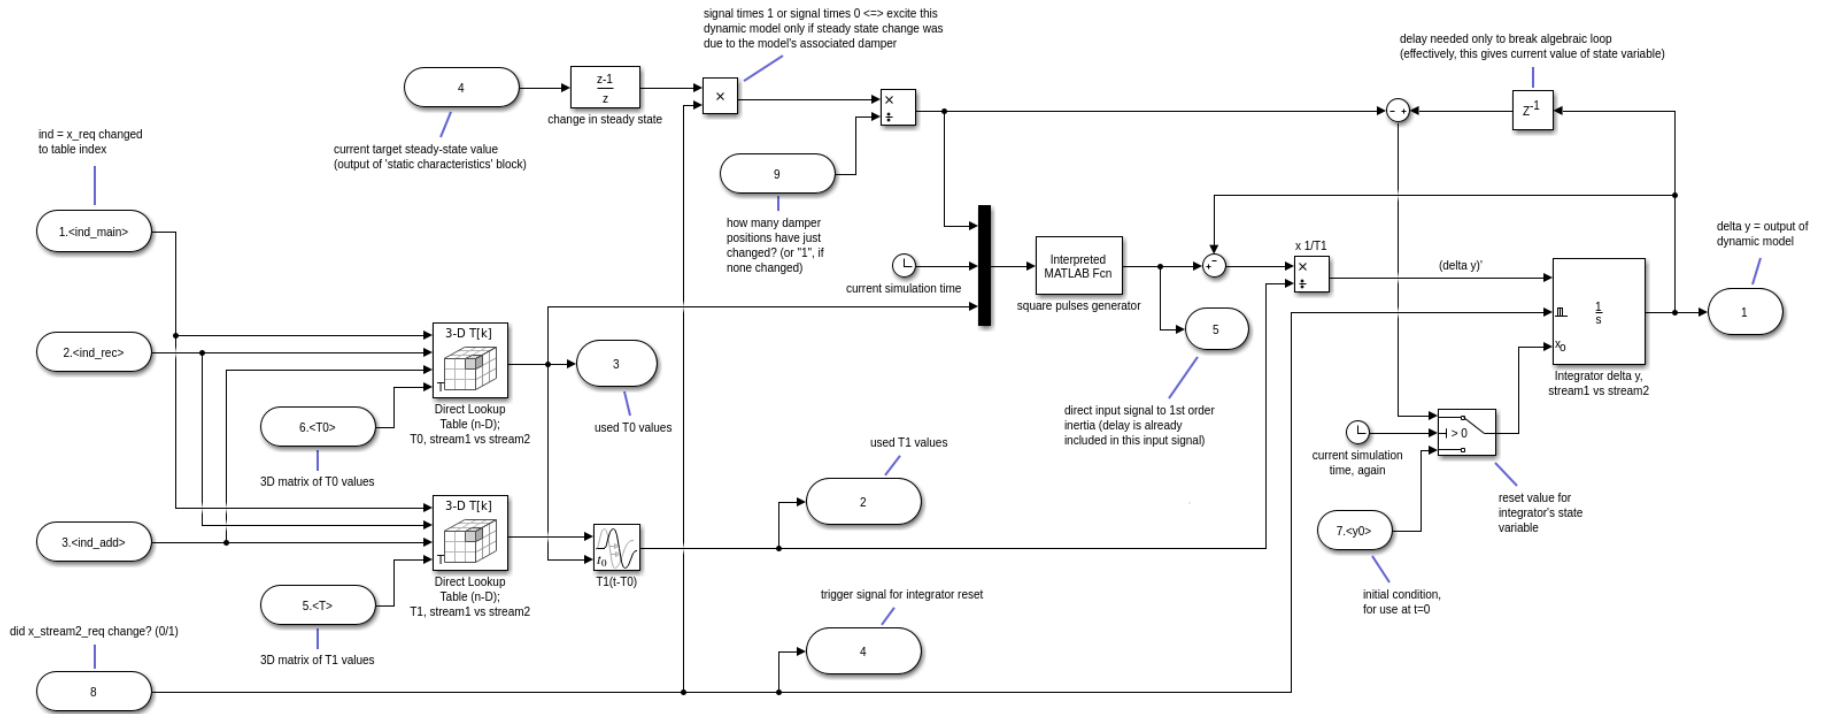 signal times 1 or signal times 0 <=> excite this
dynamic model only if steady state change was
due to the model's associated damper
delay needed only to break algebraic loop
(effectively, this gives current value of state variable)
4
z-1
z
change in steady state
×
×
÷
- +
Z-1
current target steady-state value
(output of 'static characteristics' block)
ind = x_req changed
to table index
9
how many damper
positions have just
changed? (or "1", if
none changed)
1.<ind_main>
current simulation time
Interpreted
MATLAB Fcn
square pulses generator
+ -
x 1/T1
×
÷
(delta y)'
delta y = output of
dynamic model
1
s
x0
1
Integrator delta y,
stream1 vs stream2
5
direct input signal to 1st order
inertia (delay is already
included in this input signal)
2.<ind_rec>
3-D T[k]
T
Direct Lookup
Table (n-D);
T0, stream1 vs stream2
3
used T0 values
6.<T0>
3D matrix of T0 values
> 0
current simulation
time, again
reset value for
integrator's state
variable
7.<y0>
initial condition,
for use at t=0
used T1 values
2
3.<ind_add>
3-D T[k]
T
Direct Lookup
Table (n-D);
T1, stream1 vs stream2
t0
T1(t-T0)
5.<T>
3D matrix of T1 values
trigger signal for integrator reset
4
did x_stream2_req change? (0/1)
8